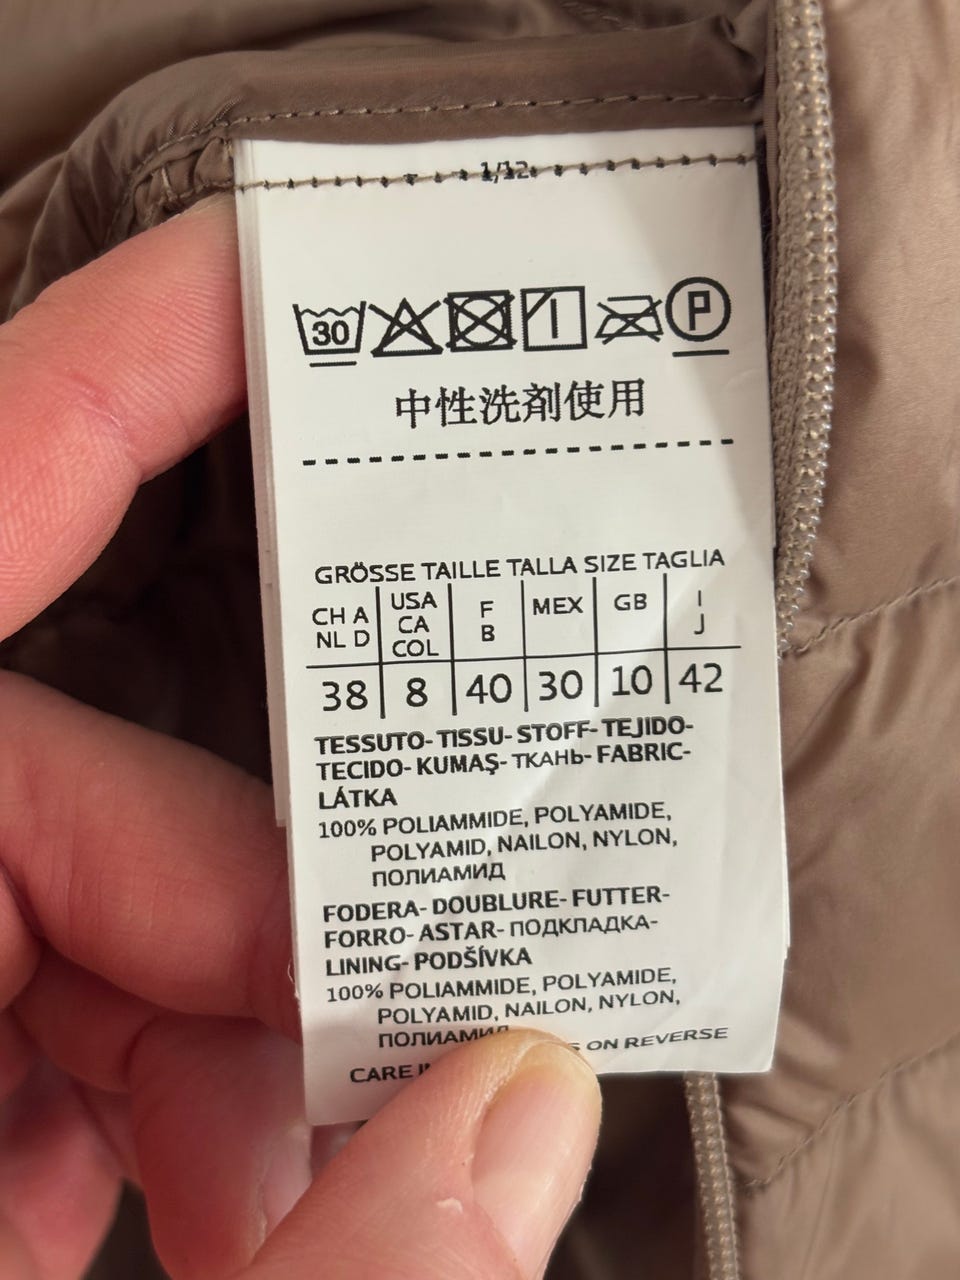 1/12
30 P
中性洗剤使用
GRÖSSE TAILLE TALLA SIZE TAGLIA
CH A NL D USA CA COL F B MEX GB I J
38 8 40 30 10 42
TESSUTO- TISSU- STOFF- TEJIDO-
TECIDO- KUMAŞ- ТКАНЬ- FABRIC-
LÁTKA
100% POLIAMMIDE, POLYAMIDE,
POLYAMID, NAILON, NYLON,
ПОЛИАМИД
FODERA- DOUBLURE- FUTTER-
FORRO- ASTAR- ПОДКЛАДКА-
LINING- PODŠÍVKA
100% POLIAMMIDE, POLYAMIDE,
POLYAMID, NAILON, NYLON,
ПОЛИАМИД
CARE ON REVERSE